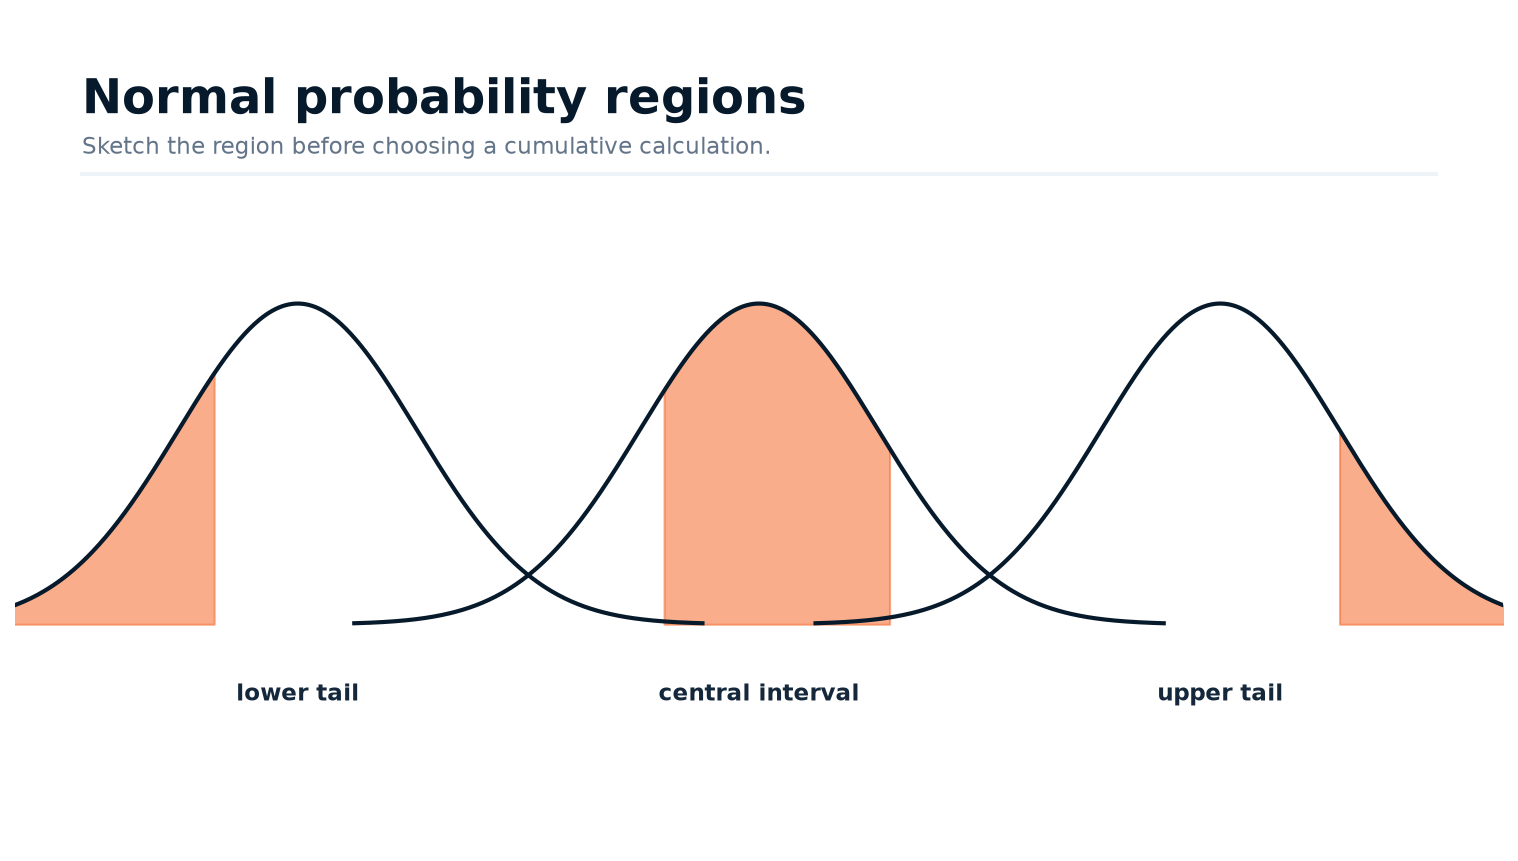 Normal probability regions
Sketch the region before choosing a cumulative calculation.
lower tail
central interval
upper tail